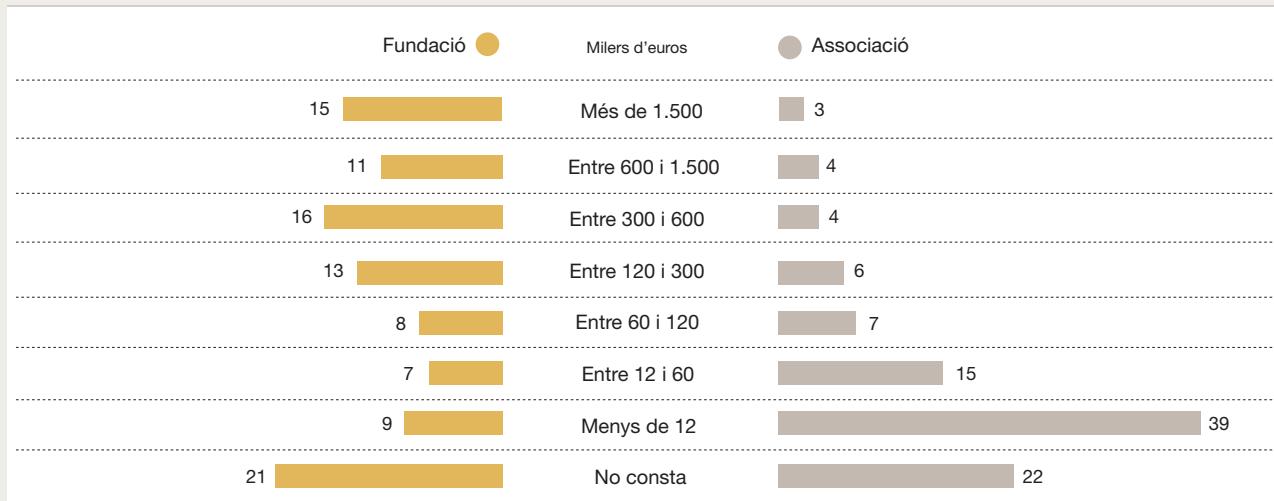 Fundació Milers d'euros Associació
15 Més de 1.500 3
11 Entre 600 i 1.500 4
16 Entre 300 i 600 4
13 Entre 120 i 300 6
8 Entre 60 i 120 7
7 Entre 12 i 60 15
9 Menys de 12 39
21 No consta 22